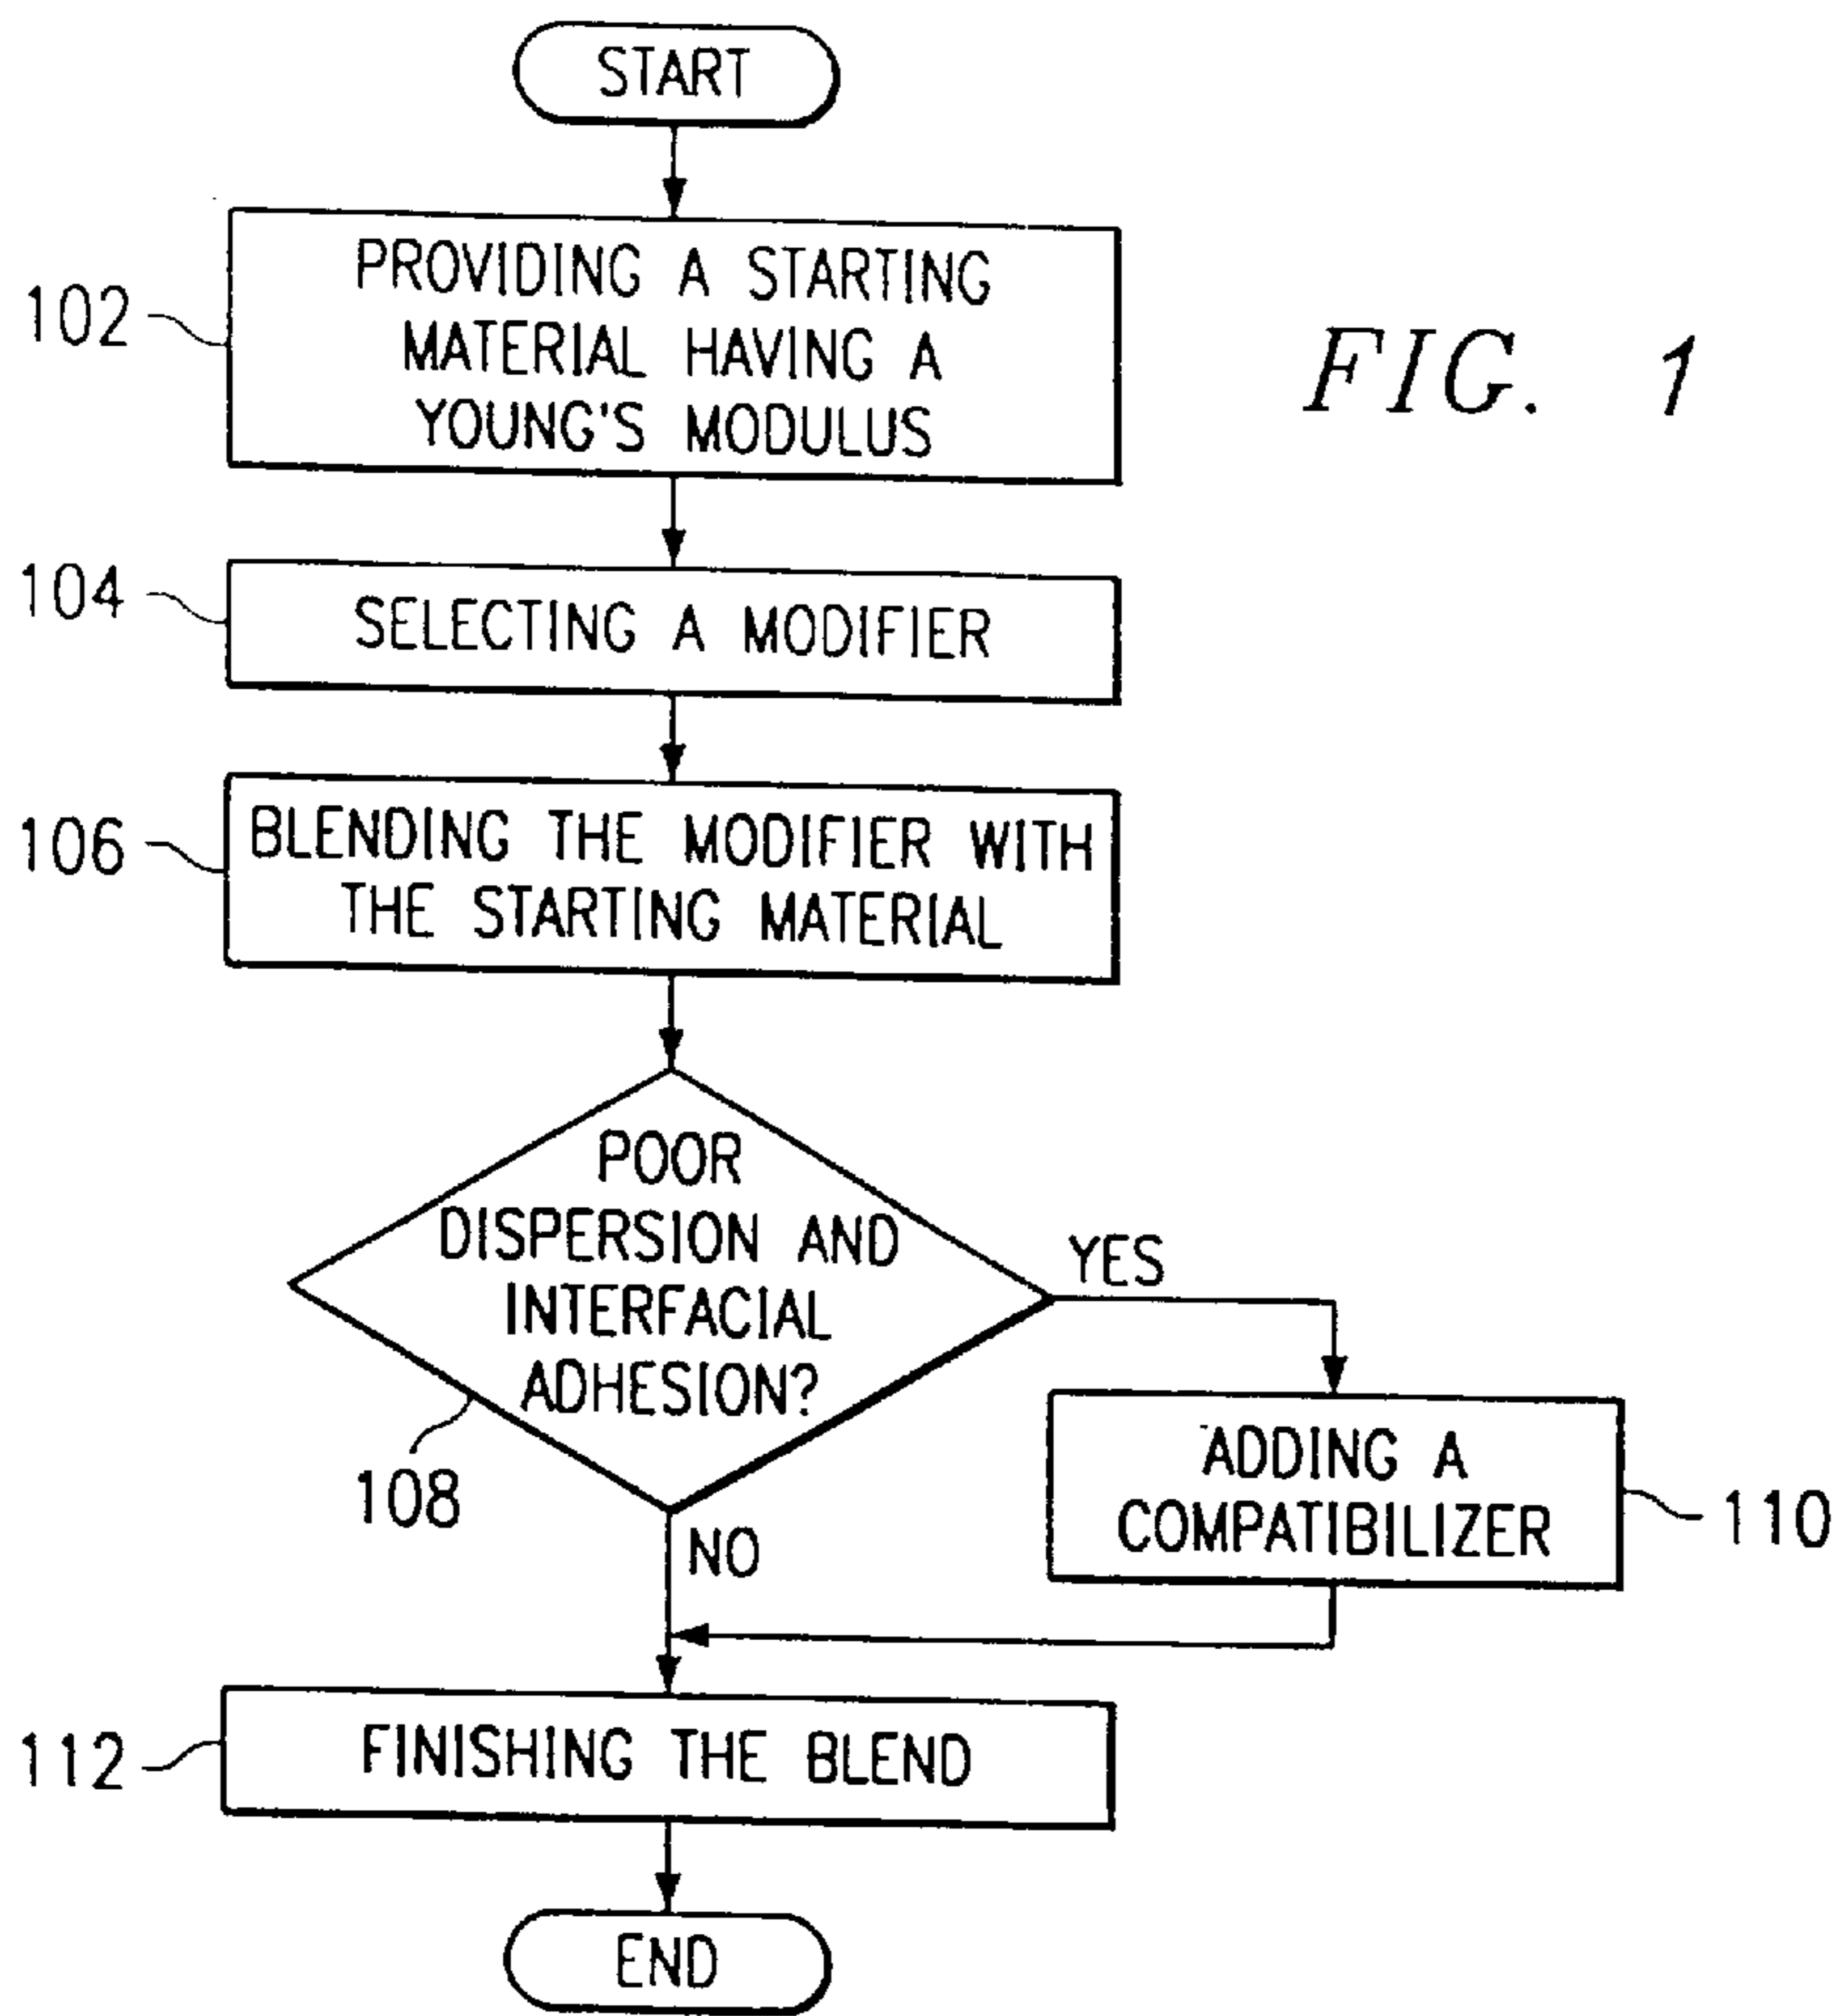 START
102
PROVIDING A STARTING
MATERIAL HAVING A
YOUNG'S MODULUS
FIG. 1
104
SELECTING A MODIFIER
106
BLENDING THE MODIFIER WITH
THE STARTING MATERIAL
POOR
DISPERSION AND
INTERFACIAL
ADHESION?
108
YES
NO
ADDING A
COMPATIBILIZER
110
112
FINISHING THE BLEND
END